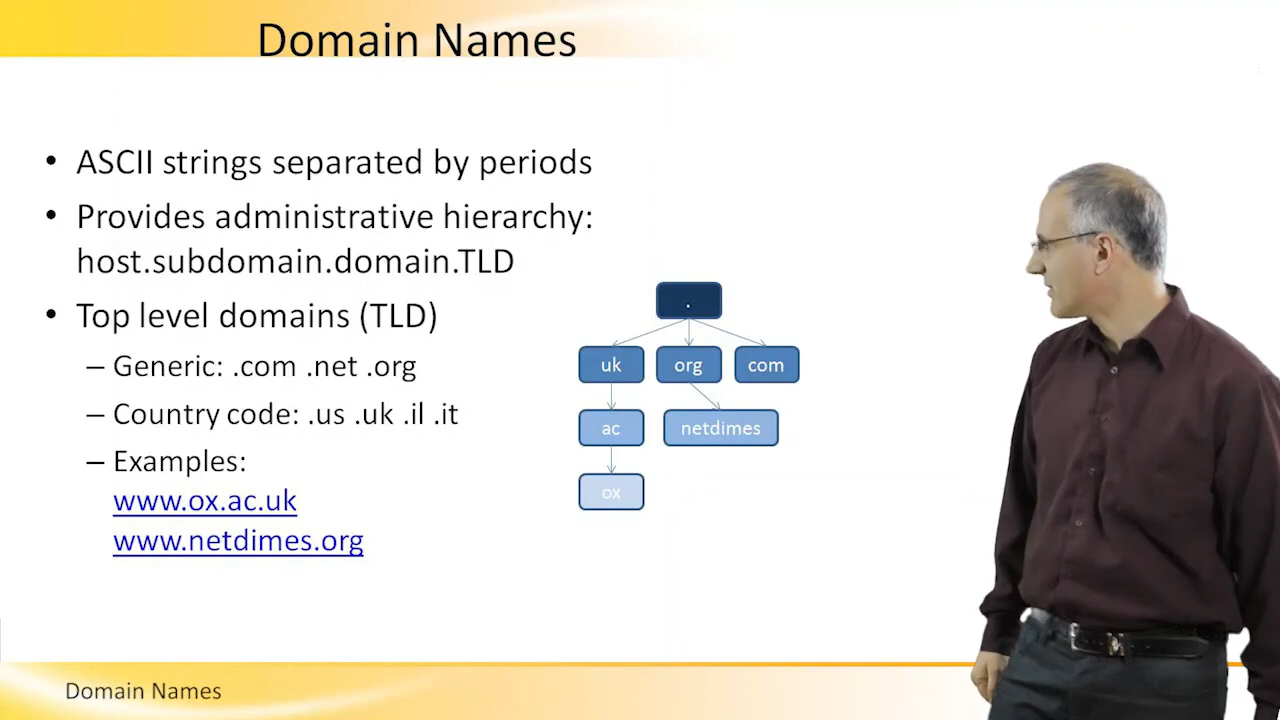 Domain Names
• ASCII strings separated by periods
• Provides administrative hierarchy:
host.subdomain.domain.TLD
• Top level domains (TLD)
– Generic: .com .net .org
– Country code: .us .uk .il .it
– Examples:
www.ox.ac.uk
www.netdimes.org
.
uk org com
ac netdimes
ox
Domain Names